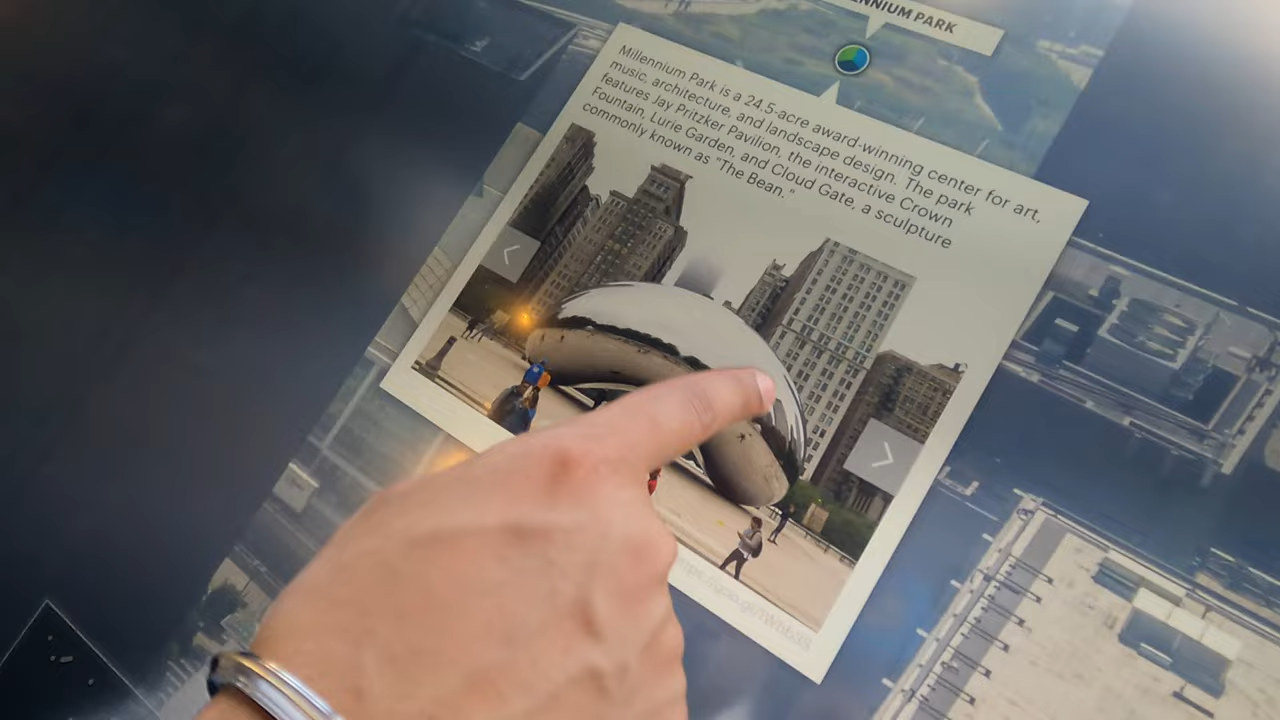 ENNIUM PARK
Millennium Park is a 24.5-acre award-winning center for art,
music, architecture, and landscape design. The park
features Jay Pritzker Pavilion, the interactive Crown
Fountain, Lurie Garden, and Cloud Gate, a sculpture
commonly known as "The Bean."